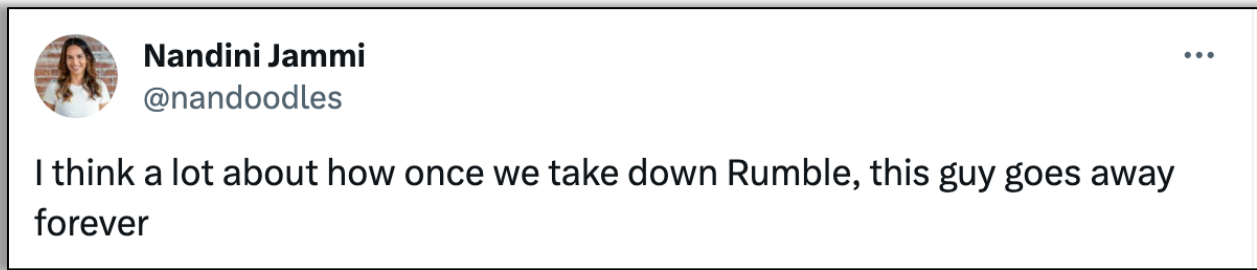 Nandini Jammi
@nandoodles
I think a lot about how once we take down Rumble, this guy goes away
forever